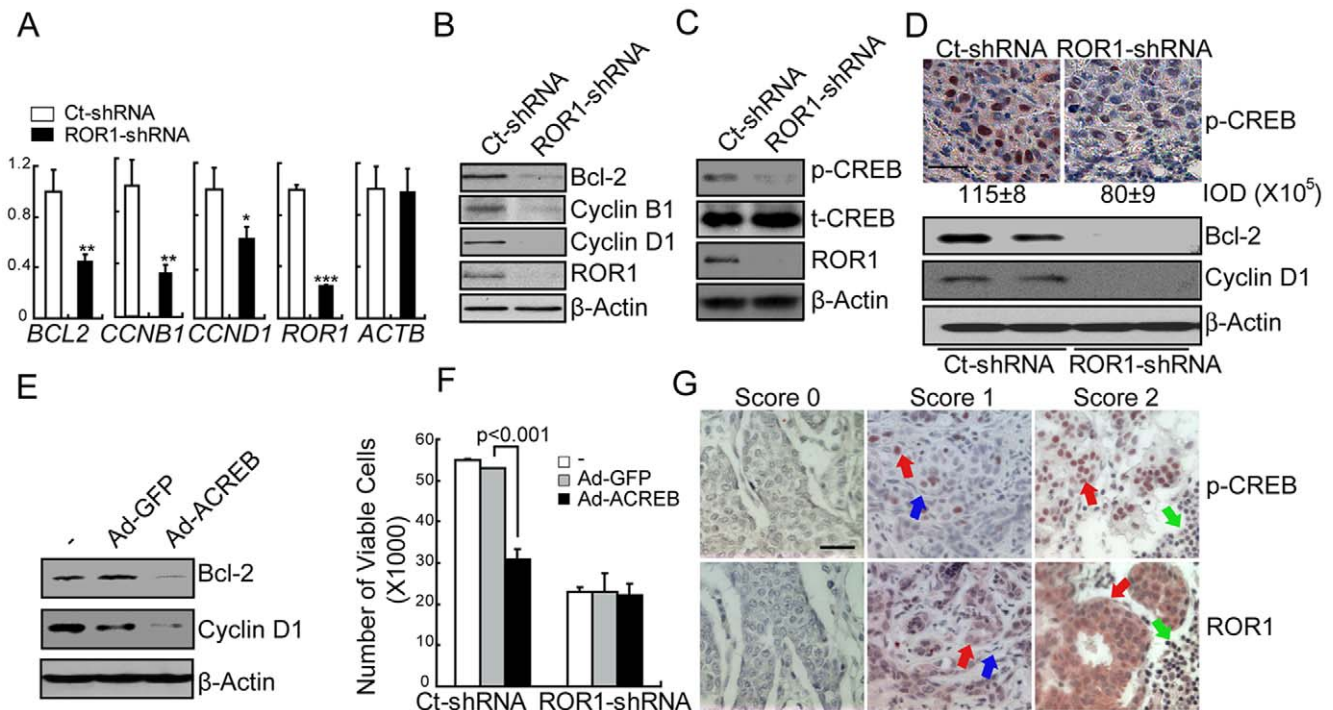 A
Ct-shRNA
ROR1-shRNA
1.2
0.8
0.4
0
**
**
*
***
BCL2 CCNB1 CCND1 ROR1 ACTB
B
Ct-shRNA
ROR1-shRNA
Bcl-2
Cyclin B1
Cyclin D1
ROR1
β-Actin
C
Ct-shRNA
ROR1-shRNA
p-CREB
t-CREB
ROR1
β-Actin
D
Ct-shRNA ROR1-shRNA
p-CREB
115±8 80±9 IOD (X10⁵)
Bcl-2
Cyclin D1
β-Actin
Ct-shRNA ROR1-shRNA
E
- Ad-GFP Ad-ACREB
Bcl-2
Cyclin D1
β-Actin
F
Number of Viable Cells
(X1000)
60
50
30
20
10
0
p<0.001
-
Ad-GFP
Ad-ACREB
Ct-shRNA ROR1-shRNA
G
Score 0 Score 1 Score 2
p-CREB
ROR1